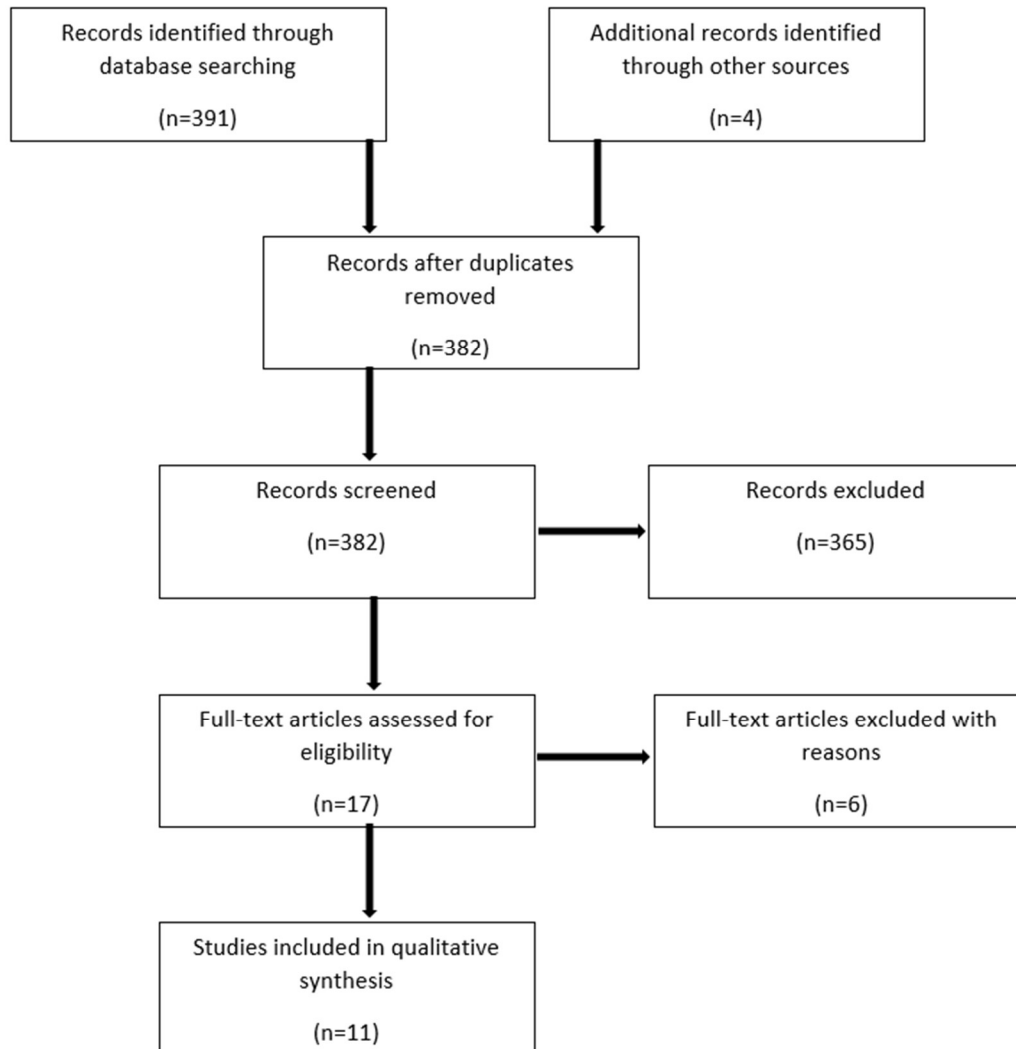 Records identified through
database searching
(n=391)
Additional records identified
through other sources
(n=4)
Records after duplicates
removed
(n=382)
Records screened
(n=382)
Records excluded
(n=365)
Full-text articles assessed for
eligibility
(n=17)
Full-text articles excluded with
reasons
(n=6)
Studies included in qualitative
synthesis
(n=11)